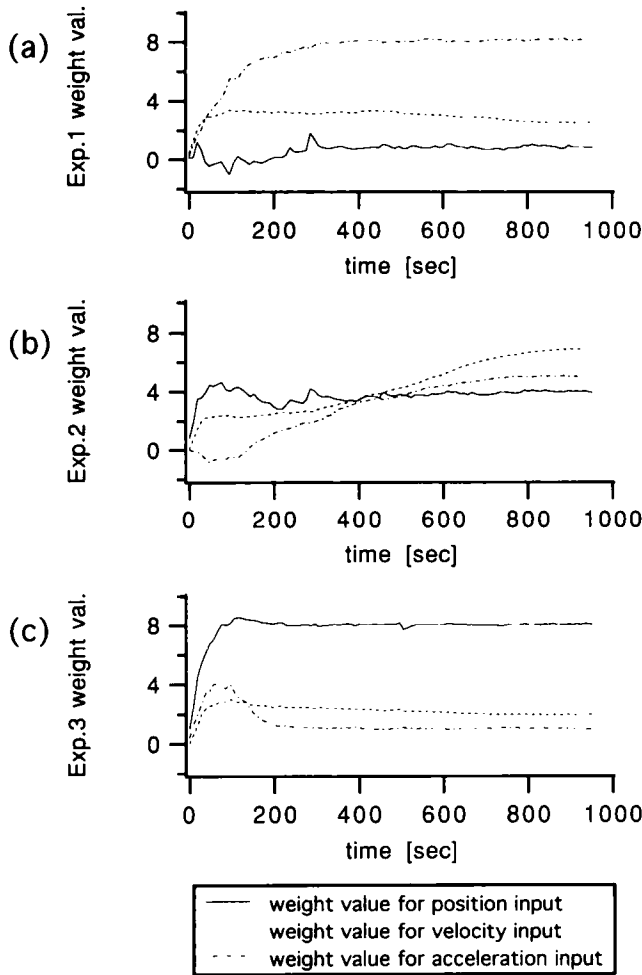 (a)
Exp.1 weight val.
8
4
0
0 200 400 600 800 1000
time [sec]
(b)
Exp.2 weight val.
8
4
0
0 200 400 600 800 1000
time [sec]
(c)
Exp.3 weight val.
8
4
0
0 200 400 600 800 1000
time [sec]
weight value for position input
weight value for velocity input
weight value for acceleration input